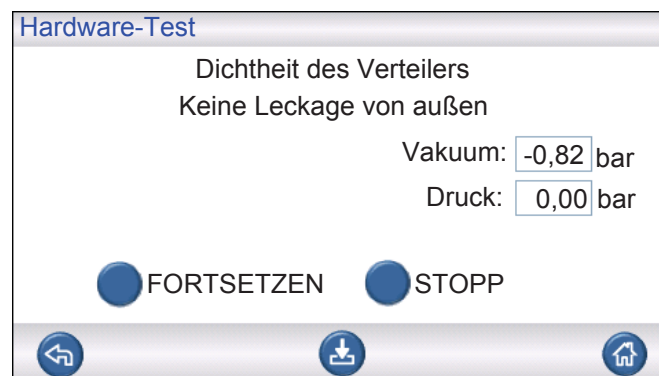 Hardware-Test
Dichtheit des Verteilers
Keine Leckage von außen
Vakuum: -0,82 bar
Druck: 0,00 bar
FORTSETZEN STOPP